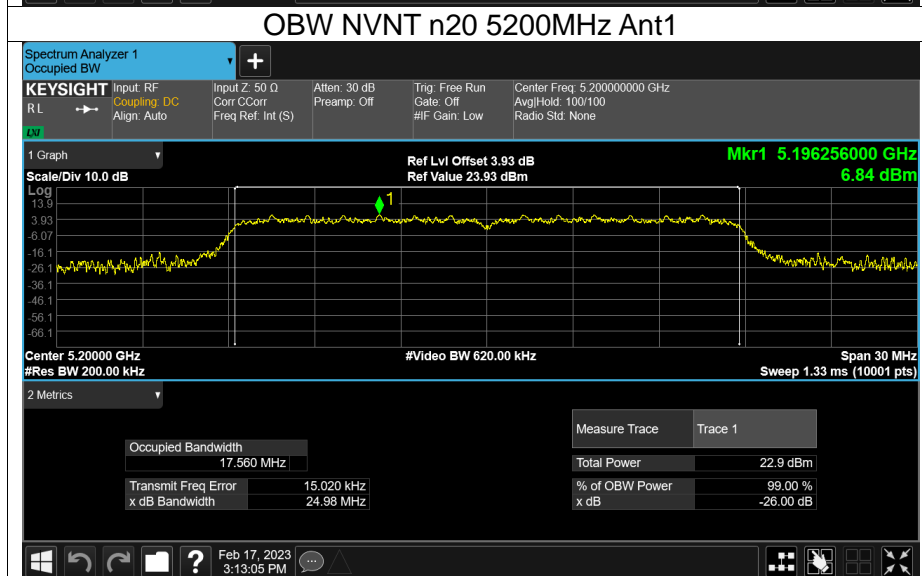 OBW NVNT n20 5200MHz Ant1
Spectrum Analyzer 1
Occupied BW
KEYSIGHT
R L
LXI
Input: RF
Coupling: DC
Align: Auto
Input Z: 50 Ω
Corr CCorr
Freq Ref: Int (S)
Atten: 30 dB
Preamp: Off
Trig: Free Run
Gate: Off
#IF Gain: Low
Center Freq: 5.200000000 GHz
Avg|Hold: 100/100
Radio Std: None
1 Graph
Scale/Div 10.0 dB
Ref Lvl Offset 3.93 dB
Ref Value 23.93 dBm
Mkr1 5.196256000 GHz
6.84 dBm
Log
13.9
3.93
-6.07
-16.1
-26.1
-36.1
-46.1
-56.1
-66.1
1
Center 5.20000 GHz
#Res BW 200.00 kHz
#Video BW 620.00 kHz
Span 30 MHz
Sweep 1.33 ms (10001 pts)
2 Metrics
Measure Trace Trace 1
Occupied Bandwidth
17.560 MHz
Total Power 22.9 dBm
Transmit Freq Error 15.020 kHz
% of OBW Power 99.00 %
x dB Bandwidth 24.98 MHz
x dB -26.00 dB
?
Feb 17, 2023
3:13:05 PM